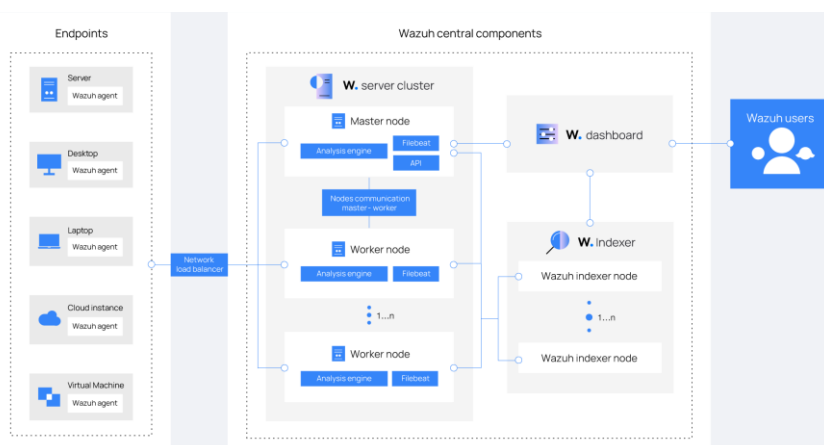 Endpoints
Server
Wazuh agent
Desktop
Wazuh agent
Laptop
Wazuh agent
Cloud instance
Wazuh agent
Virtual Machine
Wazuh agent
Network
load balancer
Wazuh central components
W. server cluster
Master node
Analysis engine
Filebeat
API
Nodes communication
master- worker
Worker node
Analysis engine
Filebeat
1...n
Worker node
Analysis engine
Filebeat
W. dashboard
W. Indexer
Wazuh indexer node
1...n
Wazuh indexer node
Wazuh users